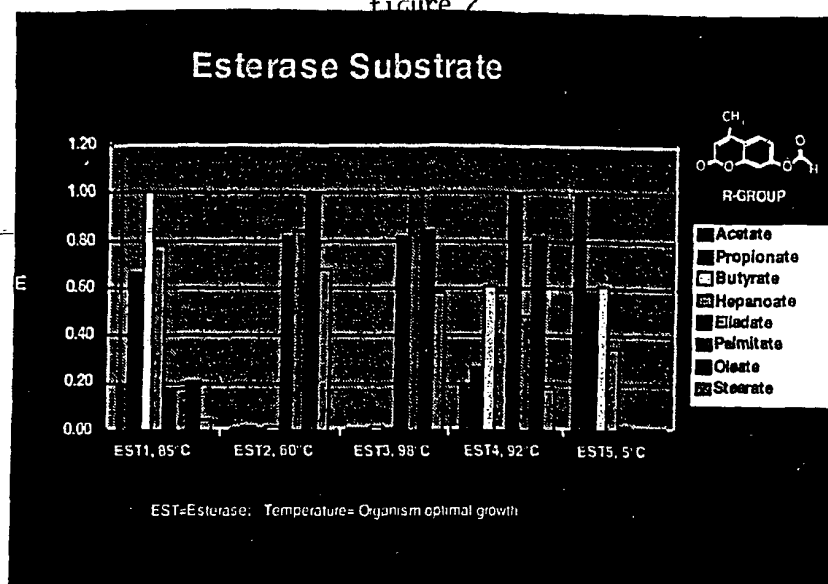 figure 2
Esterase Substrate
1.20
1.00
0.80
0.60
0.40
0.20
0.00
E
EST1, 85°C
EST2, 60°C
EST3, 98°C
EST4, 92°C
EST5, 5°C
EST=Esterase; Temperature= Organism optimal growth
CH₃
O
O
O
O
H
R-GROUP
Acetate
Propionate
Butyrate
Hepanoate
Eliadate
Palmitate
Oleate
Stearate